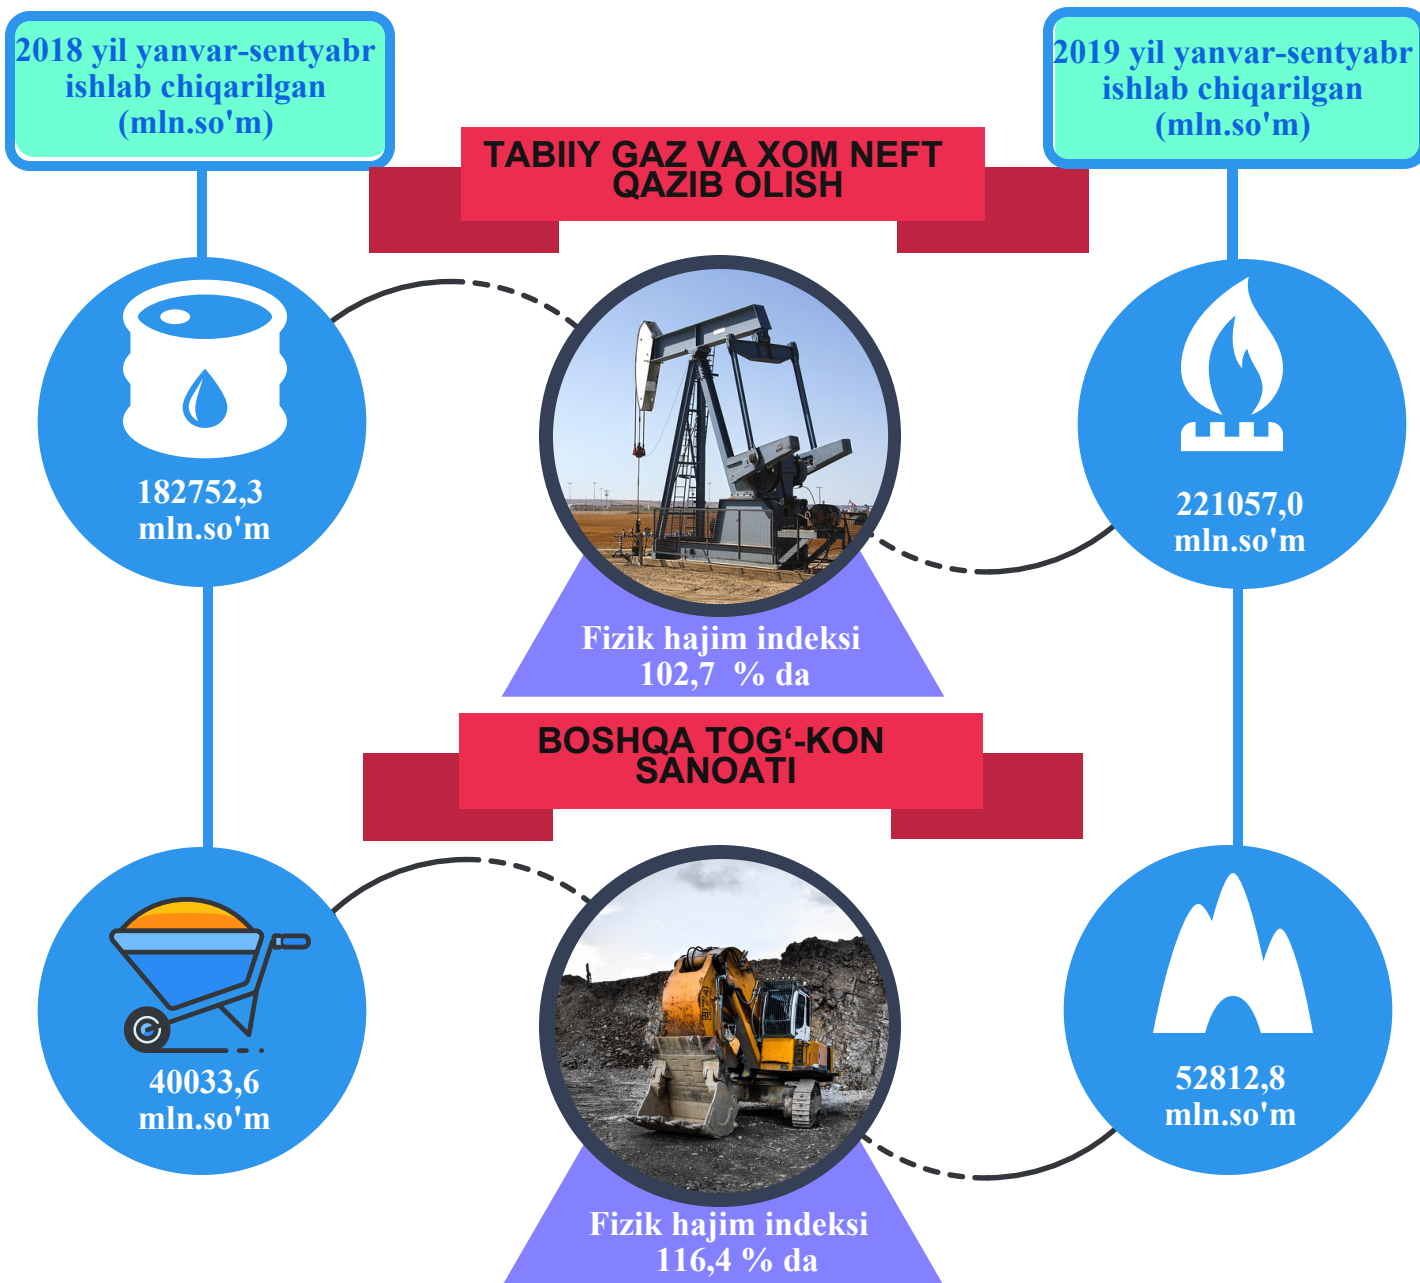 2018 yil yanvar-sentyabr
ishlab chiqarilgan
(mln.so'm)
2019 yil yanvar-sentyabr
ishlab chiqarilgan
(mln.so'm)
TABIIY GAZ VA XOM NEFT
QAZIB OLISH
182752,3
mln.so'm
221057,0
mln.so'm
Fizik hajim indeksi
102,7 % da
BOSHQA TOG‘-KON
SANOATI
40033,6
mln.so'm
52812,8
mln.so'm
Fizik hajim indeksi
116,4 % da